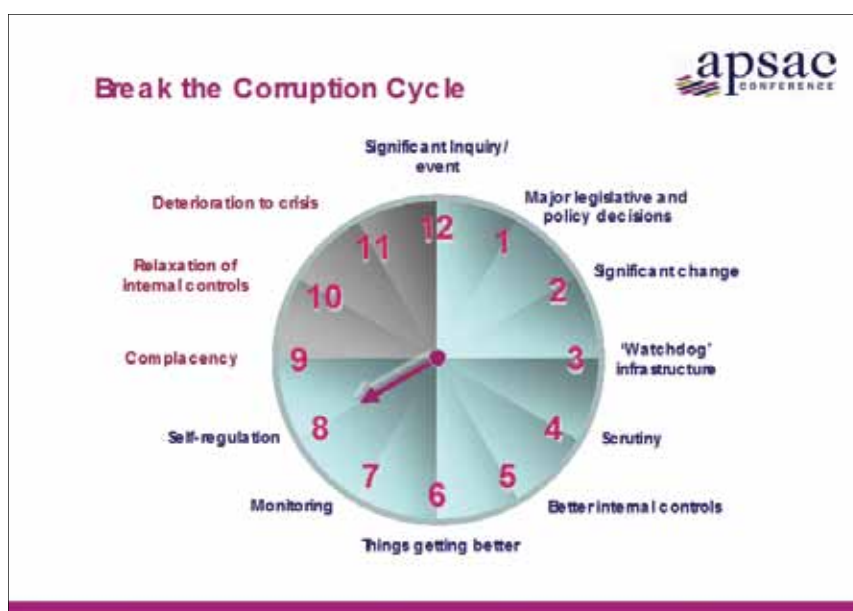 Break the Corruption Cycle
apsac
CONFERENCE
Significant Inquiry/
event
Major legislative and
policy decisions
Significant change
'Watchdog'
infrastructure
Scrutiny
Better internal controls
Things getting better
Monitoring
Self-regulation
Complacency
Relaxation of
internal controls
Deterioration to crisis
12
1
2
3
4
5
6
7
8
9
10
11